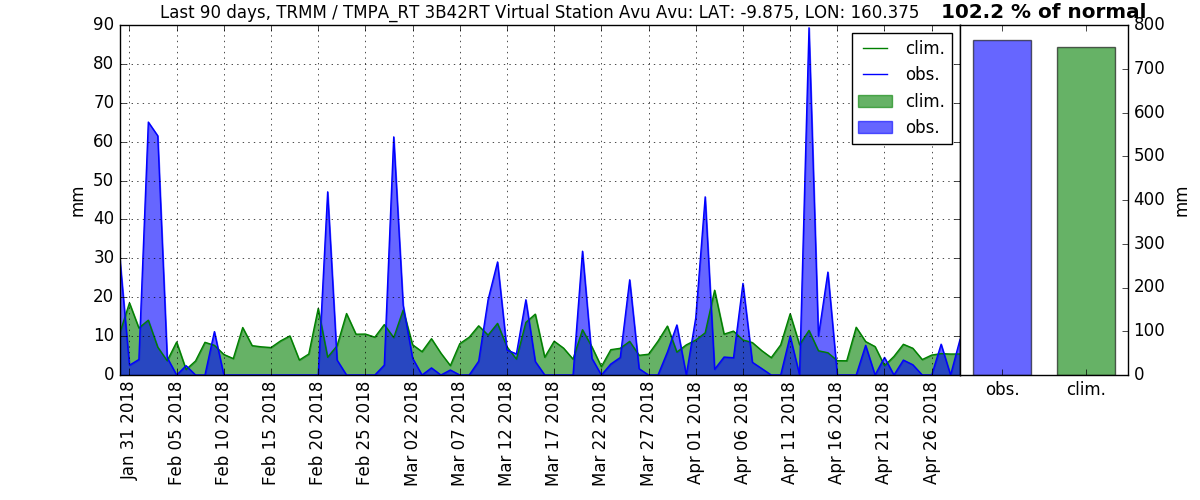 Last 90 days, TRMM / TMPA_RT 3B42RT Virtual Station Avu Avu: LAT: -9.875, LON: 160.375
102.2 % of normal
90
80
70
60
50
40
30
20
10
0
mm
clim.
obs.
clim.
obs.
Jan 31 2018
Feb 05 2018
Feb 10 2018
Feb 15 2018
Feb 20 2018
Feb 25 2018
Mar 02 2018
Mar 07 2018
Mar 12 2018
Mar 17 2018
Mar 22 2018
Mar 27 2018
Apr 01 2018
Apr 06 2018
Apr 11 2018
Apr 16 2018
Apr 21 2018
Apr 26 2018
800
700
600
500
400
300
200
100
0
mm
obs.
clim.